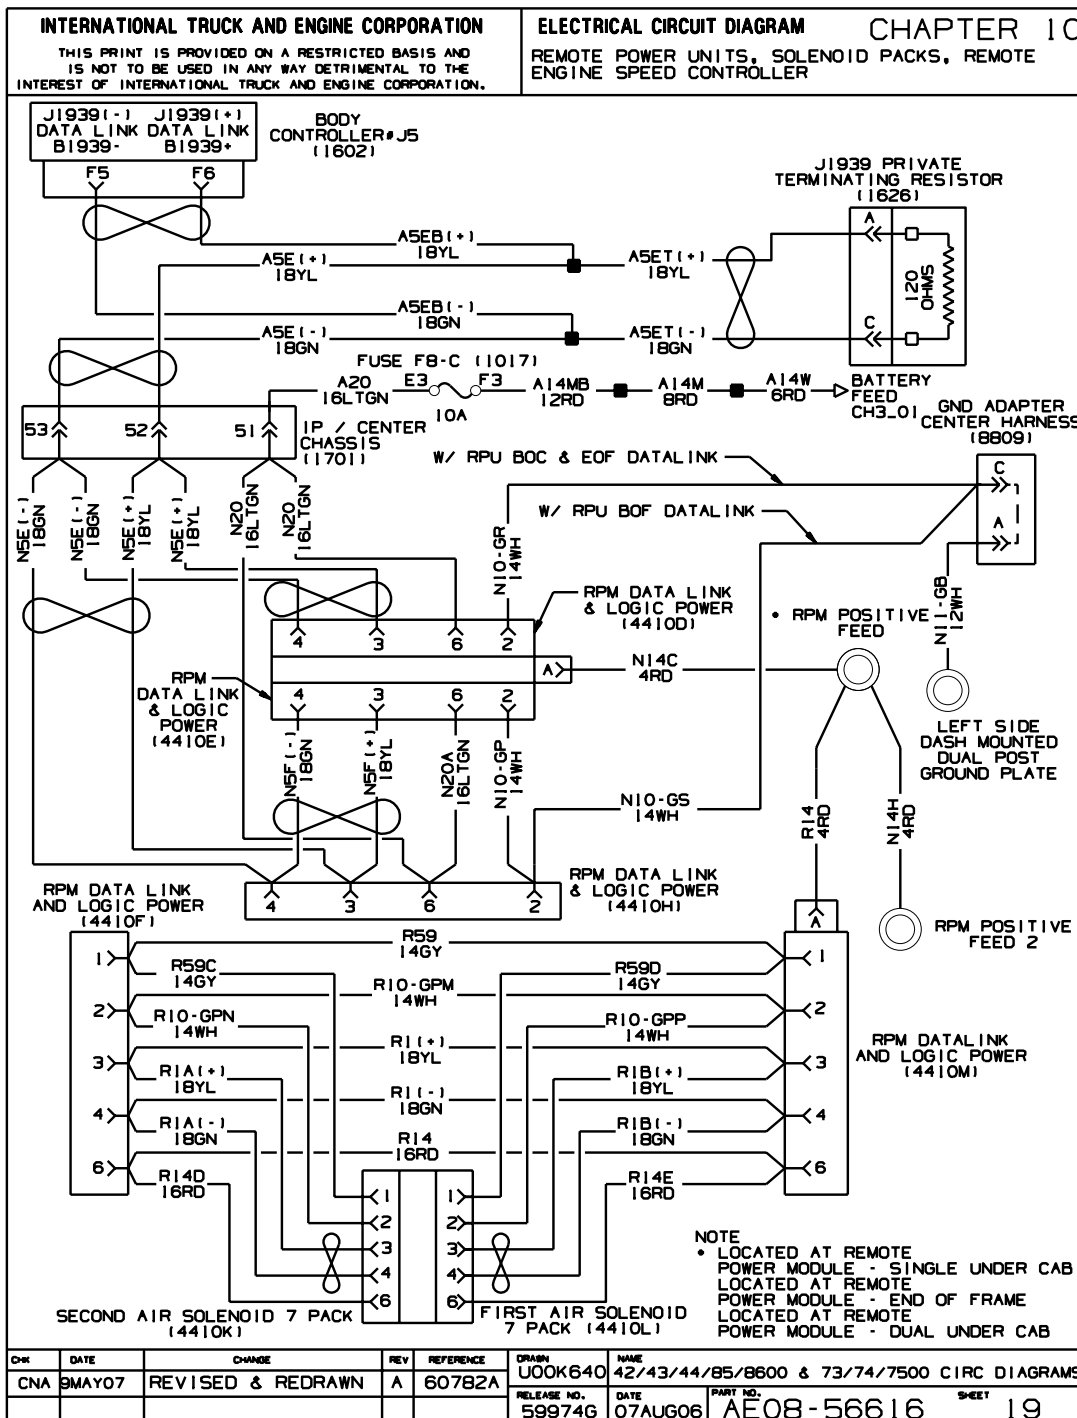 INTERNATIONAL TRUCK AND ENGINE CORPORATION
THIS PRINT IS PROVIDED ON A RESTRICTED BASIS AND
IS NOT TO BE USED IN ANY WAY DETRIMENTAL TO THE
INTEREST OF INTERNATIONAL TRUCK AND ENGINE CORPORATION.
ELECTRICAL CIRCUIT DIAGRAM
CHAPTER 10
REMOTE POWER UNITS, SOLENOID PACKS, REMOTE
ENGINE SPEED CONTROLLER
J1939(-) J1939(+)
DATA LINK DATA LINK
B1939- B1939+
F5 F6
BODY
CONTROLLER#J5
(1602)
J1939 PRIVATE
TERMINATING RESISTOR
(1626)
A
120
OHMS
C
A5EB(+)
18YL
A5E(+)
18YL
A5ET(+)
18YL
A5EB(-)
18GN
A5E(-)
18GN
A5ET(-)
18GN
FUSE F8-C (1017)
A20
16LTGN
E3 F3
10A
A14MB
12RD
A14M
8RD
A14W
6RD
BATTERY
FEED
CH3_01
53 52 51
IP / CENTER
CHASSIS
(1701)
GND ADAPTER
CENTER HARNESS
(8809)
C
A
W/ RPU BOC & EOF DATALINK
W/ RPU BOF DATALINK
N5E(-)
18GN
N5E(-)
18GN
N5E(+)
18YL
N5E(+)
18YL
N20
16LTGN
N20
16LTGN
N10-GR
14WH
N11-GB
12WH
RPM DATA LINK
& LOGIC POWER
(4410D)
4 3 6 2
A
4 3 6 2
N14C
4RD
• RPM POSITIVE
FEED
RPM
DATA LINK
& LOGIC
POWER
(4410E)
LEFT SIDE
DASH MOUNTED
DUAL POST
GROUND PLATE
N5F(-)
18GN
N5F(+)
18YL
N20A
16LTGN
N10-GP
14WH
N10-GS
14WH
R14
4RD
N14H
4RD
4 3 6 2
RPM DATA LINK
& LOGIC POWER
(4410H)
RPM DATA LINK
AND LOGIC POWER
(4410F)
A
RPM POSITIVE
FEED 2
1
2
3
4
6
R59
14GY
R59C
14GY
R59D
14GY
R10-GPM
14WH
R10-GPN
14WH
R10-GPP
14WH
R1(+)
18YL
R1A(+)
18YL
R1B(+)
18YL
R1(-)
18GN
R1A(-)
18GN
R1B(-)
18GN
R14
16RD
R14D
16RD
R14E
16RD
1
2
3
4
6
RPM DATALINK
AND LOGIC POWER
(4410M)
1 1
2 2
3 3
4 4
6 6
SECOND AIR SOLENOID 7 PACK
(4410K)
FIRST AIR SOLENOID
7 PACK (4410L)
NOTE
• LOCATED AT REMOTE
POWER MODULE - SINGLE UNDER CAB
LOCATED AT REMOTE
POWER MODULE - END OF FRAME
LOCATED AT REMOTE
POWER MODULE - DUAL UNDER CAB
CHK DATE CHANGE REV REFERENCE
CNA 9MAY07 REVISED & REDRAWN A 60782A
DRAWN
U00K640
NAME
42/43/44/85/8600 & 73/74/7500 CIRC DIAGRAMS
RELEASE NO.
59974G
DATE
07AUG06
PART NO.
AE08-56616
SHEET
19